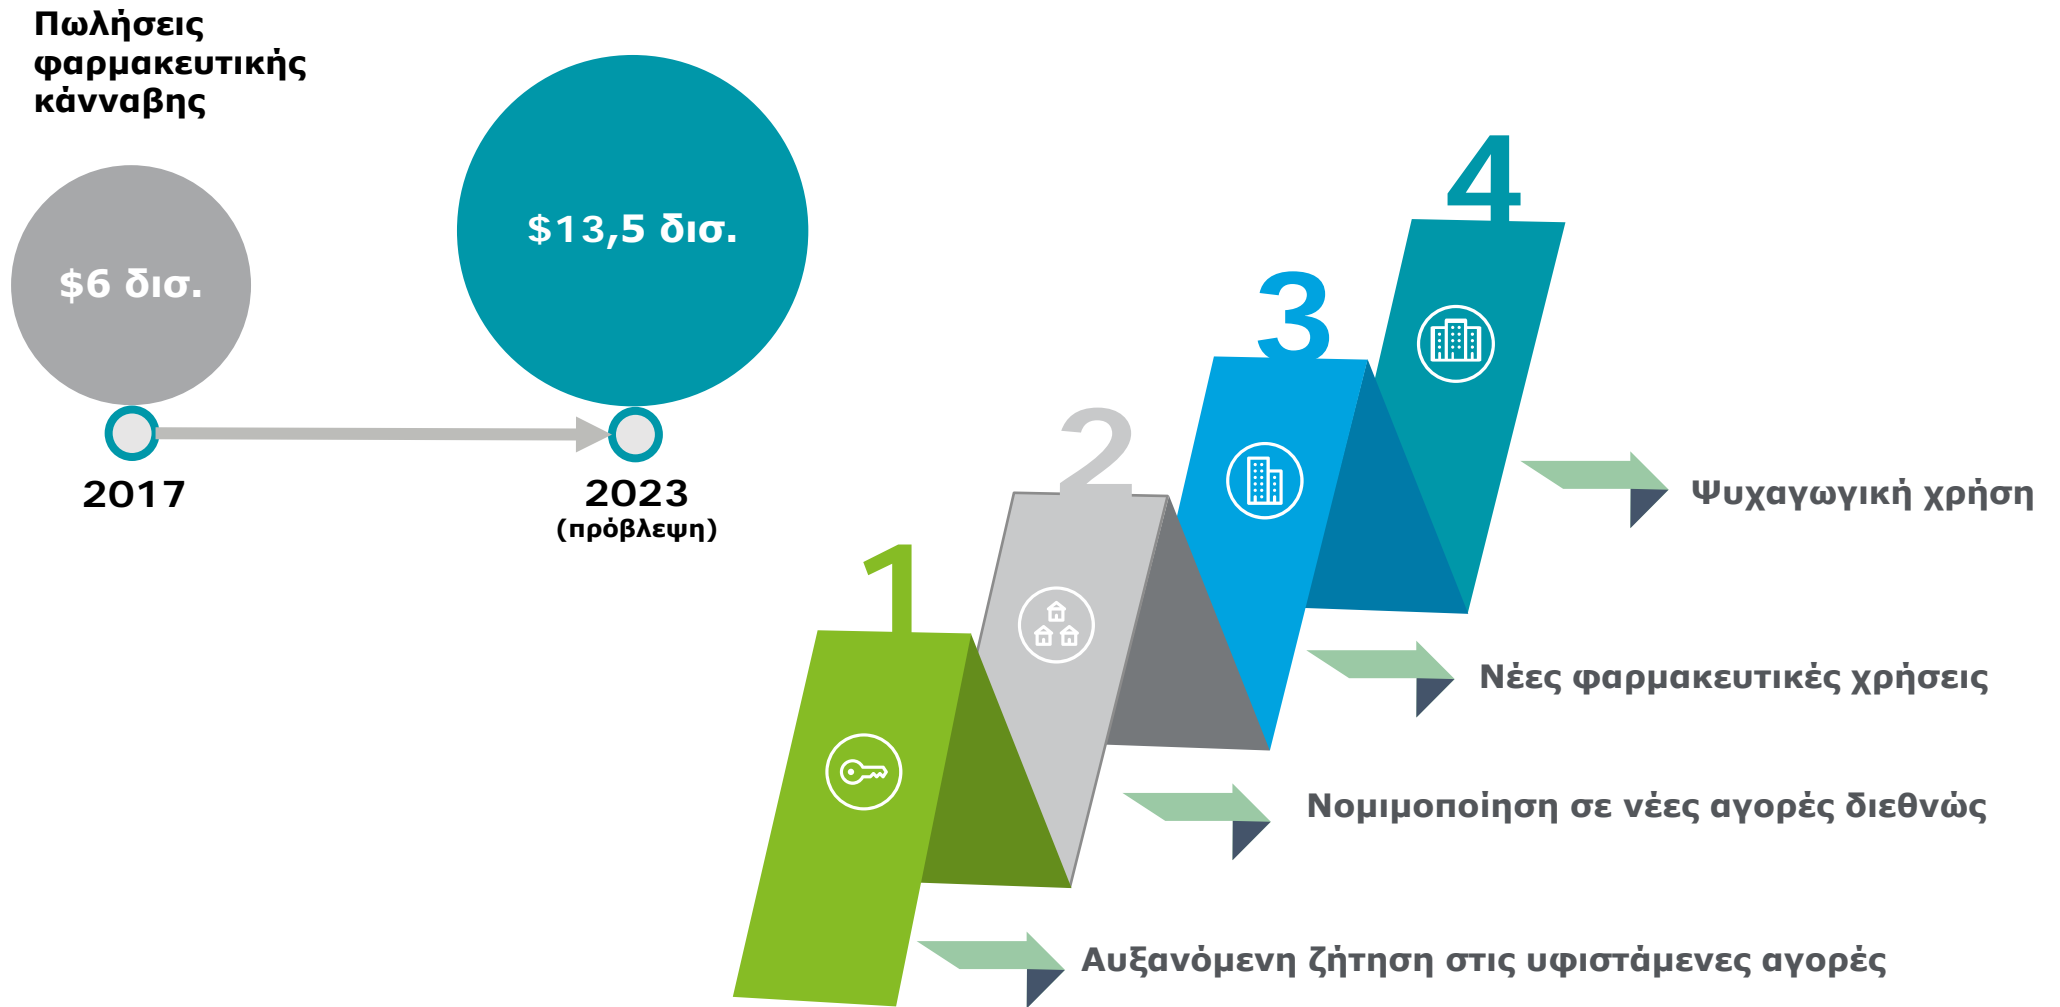 Πωλήσεις
φαρμακευτικής
κάνναβης
$6 δισ.
$13,5 δισ.
2017
2023
(πρόβλεψη)
4
3
2
1
Ψυχαγωγική χρήση
Νέες φαρμακευτικές χρήσεις
Νομιμοποίηση σε νέες αγορές διεθνώς
Αυξανόμενη ζήτηση στις υφιστάμενες αγορές